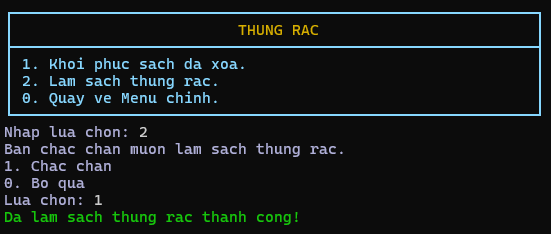 THUNG RAC
1. Khoi phuc sach da xoa.
2. Lam sach thung rac.
0. Quay ve Menu chinh.
Nhap lua chon: 2
Ban chac chan muon lam sach thung rac.
1. Chac chan
0. Bo qua
Lua chon: 1
Da lam sach thung rac thanh cong!